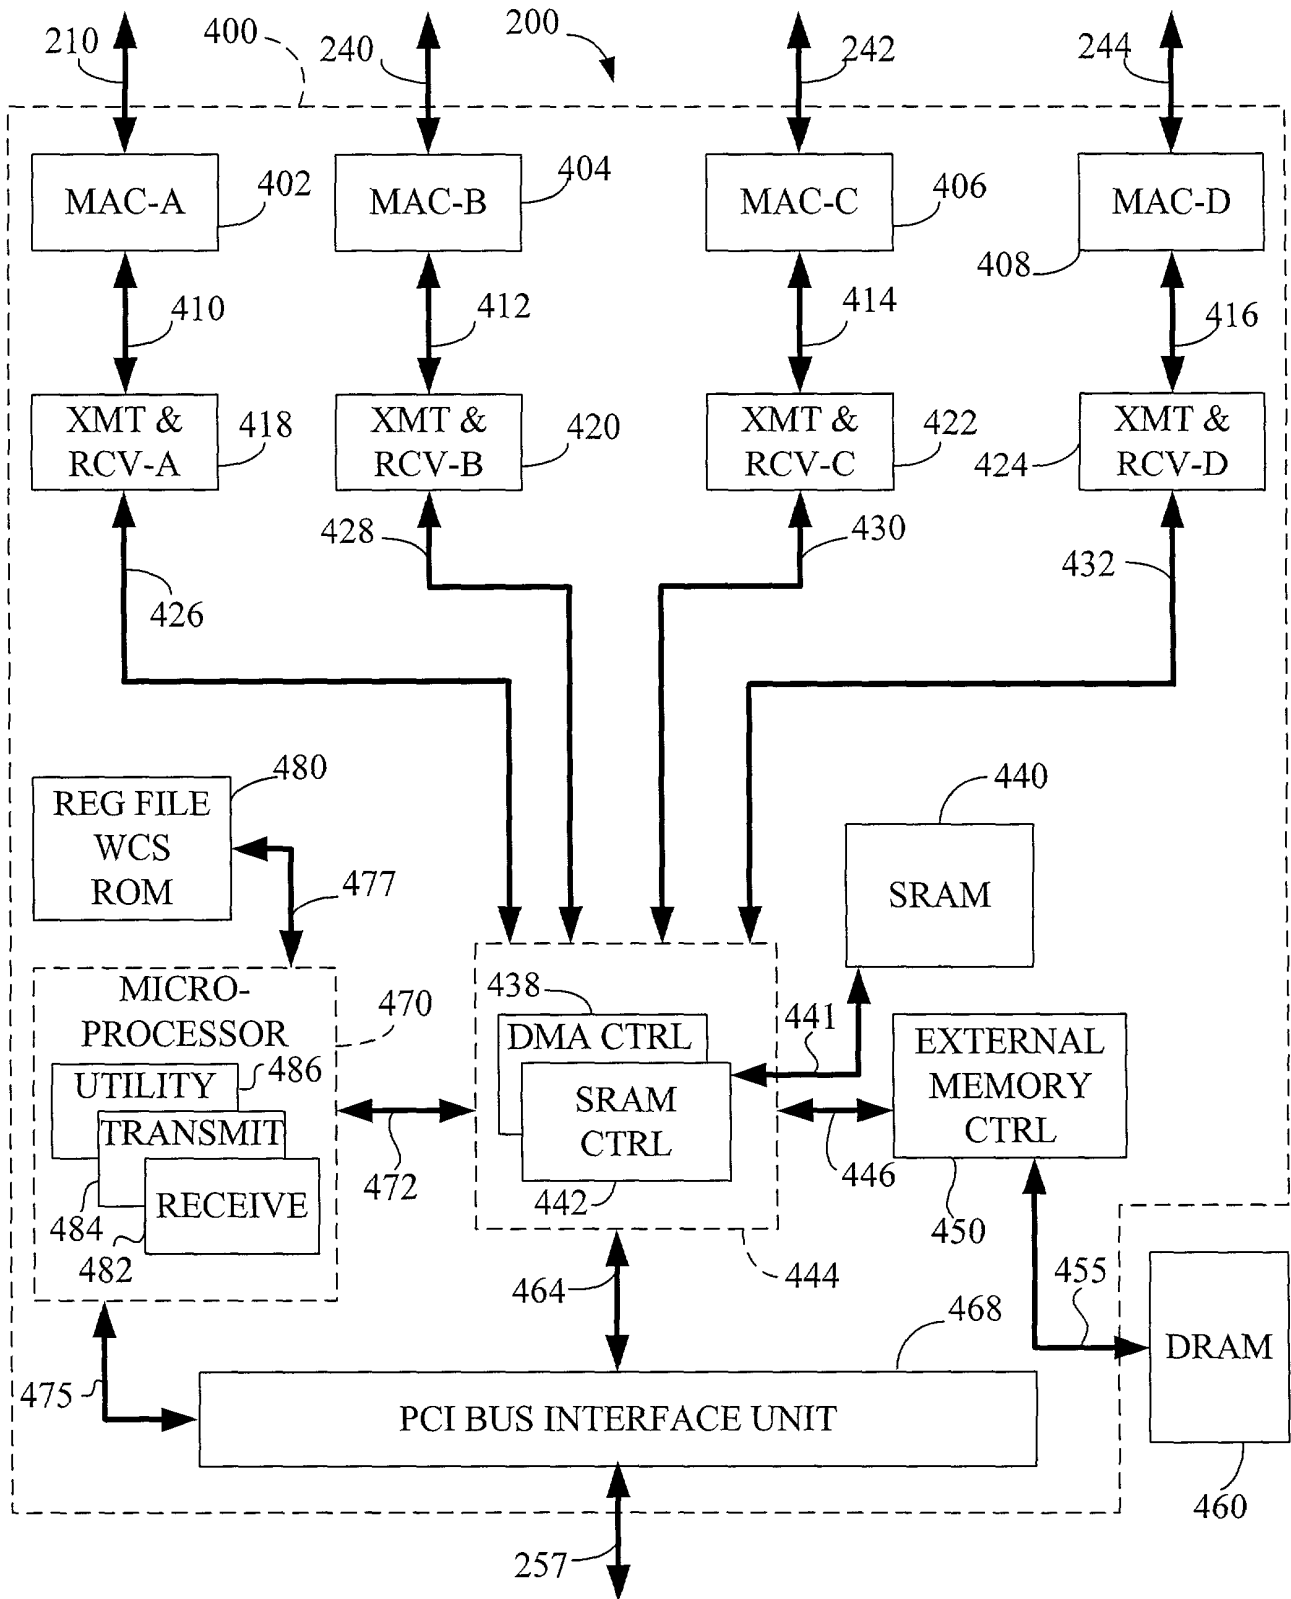 210
400
240
200
242
244
MAC-A
402
MAC-B
404
MAC-C
406
MAC-D
408
410
412
414
416
XMT &
RCV-A
418
XMT &
RCV-B
420
XMT &
RCV-C
422
XMT &
RCV-D
424
426
428
430
432
480
REG FILE
WCS
ROM
477
440
SRAM
MICRO-
PROCESSOR
470
UTILITY
486
TRANSMIT
484
RECEIVE
482
472
438
DMA CTRL
SRAM
CTRL
442
441
446
EXTERNAL
MEMORY
CTRL
450
444
464
455
468
DRAM
460
475
PCI BUS INTERFACE UNIT
257